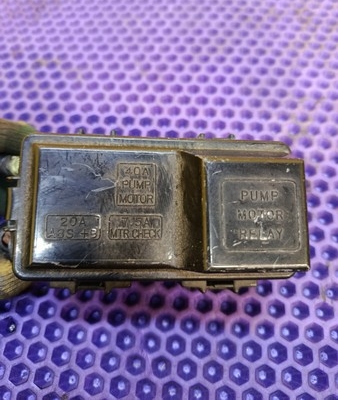 40A
PUMP
MOTOR
20A
ABS +B
7.5A
MTR CHECK
PUMP
MOTOR
RELAY